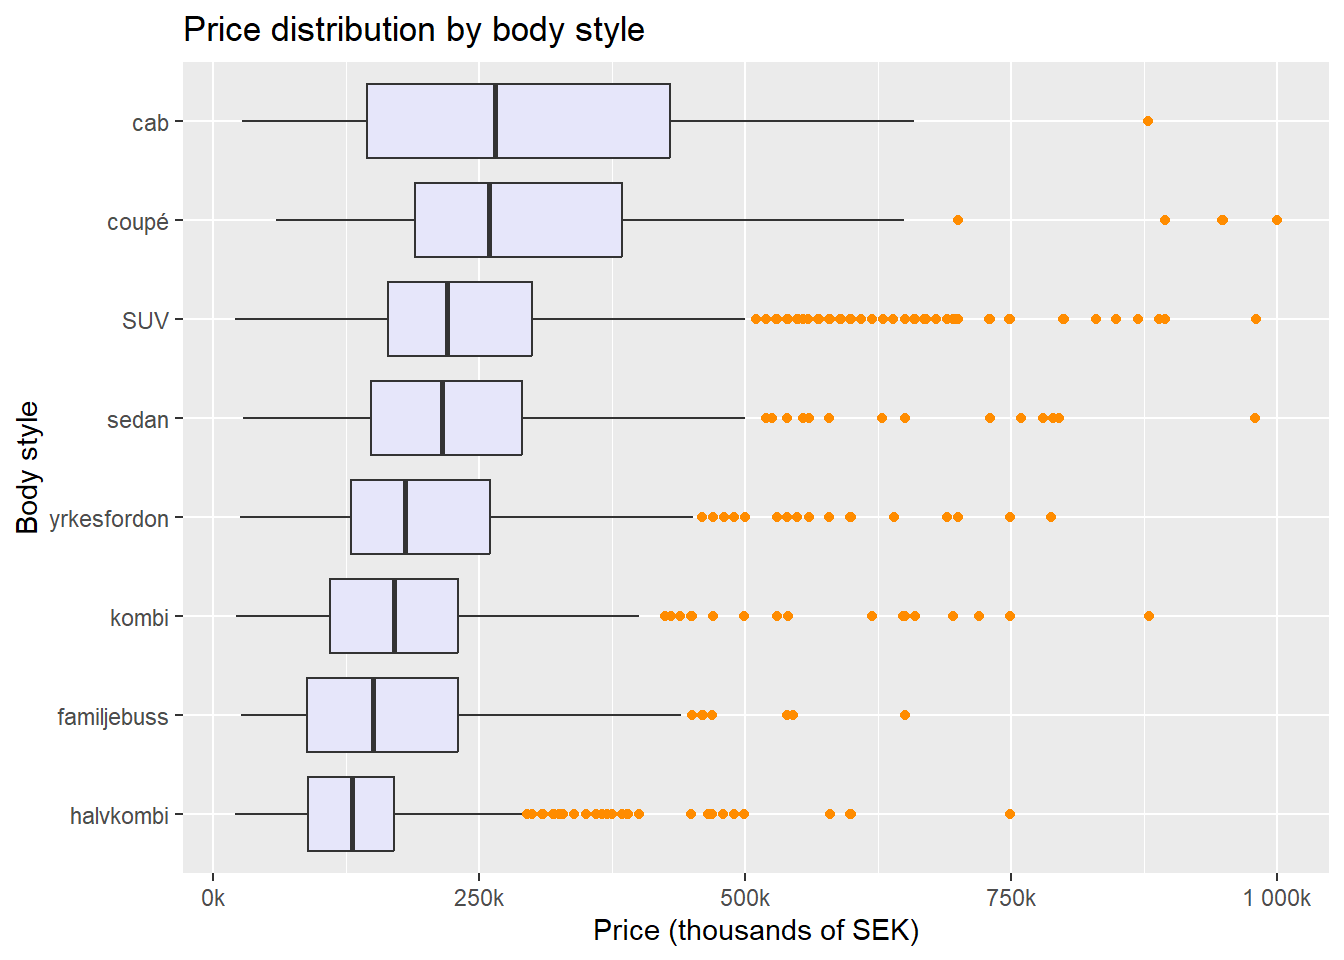 Price distribution by body style
Body style
cab
coupé
SUV
sedan
yrkesfordon
kombi
familjebuss
halvkombi
0k 250k 500k 750k 1 000k
Price (thousands of SEK)